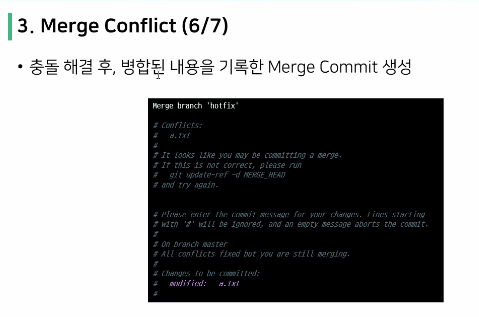 3. Merge Conflict (6/7)
• 충돌 해결 후, 병합된 내용을 기록한 Merge Commit 생성
Merge branch 'hotfix'
# Conflicts:
#   a.txt
#
# It looks like you may be committing a merge.
# If this is not correct, please run
#   git update-ref -d MERGE_HEAD
# and try again.
# Please enter the commit message for your changes. Lines starting
# with '#' will be ignored, and an empty message aborts the commit.
#
# On branch master
# All conflicts fixed but you are still merging.
#
# Changes to be committed:
#   modified:   a.txt
#